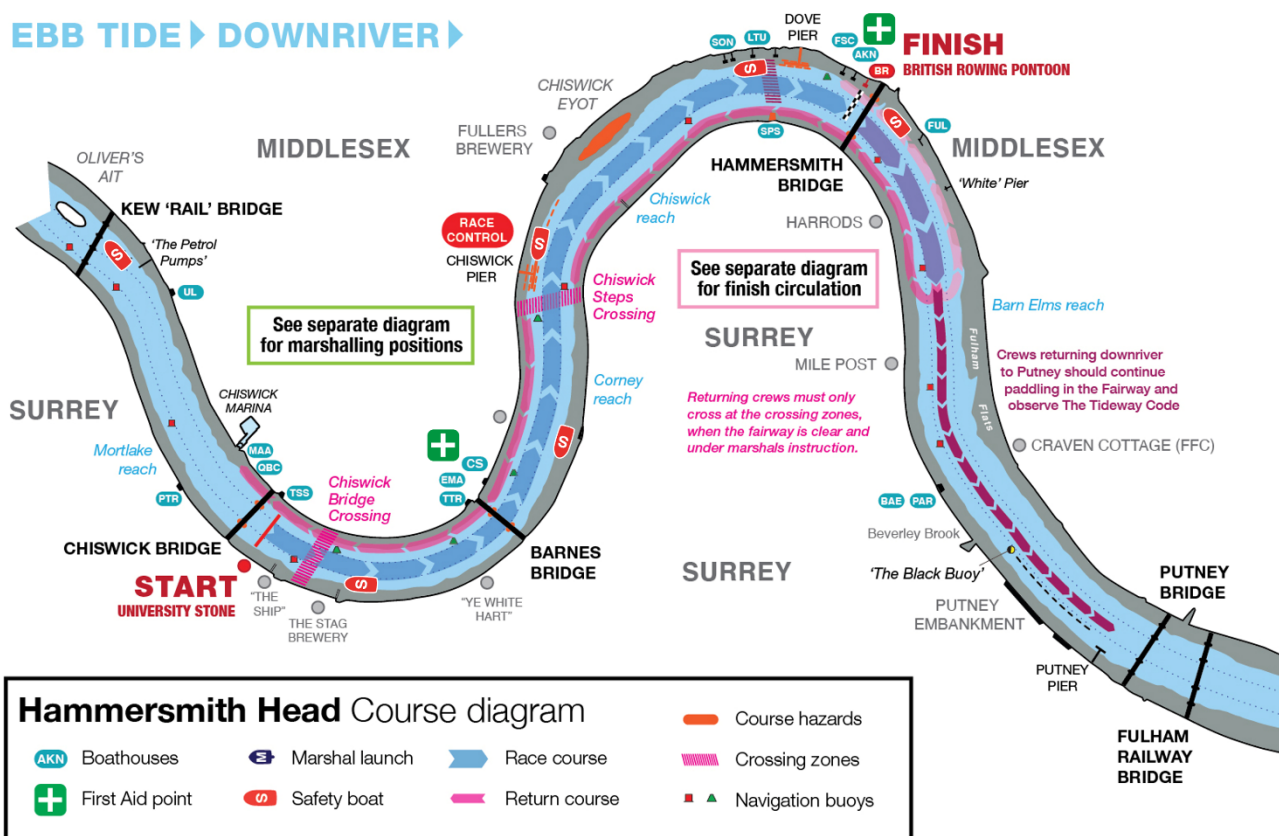 EBB TIDE DOWNRIVER
DOVE
PIER
SON
LTU
FSC
AKN
BR
FINISH
BRITISH ROWING PONTOON
CHISWICK
EYOT
FULLERS
BREWERY
MIDDLESEX
OLIVER'S
AIT
KEW 'RAIL' BRIDGE
'The Petrol
Pumps'
UL
S
S
S
SPS
FUL
MIDDLESEX
'White' Pier
HAMMERSMITH
BRIDGE
HARRODS
Chiswick
reach
RACE
CONTROL
CHISWICK
PIER
S
Chiswick
Steps
Crossing
See separate diagram
for finish circulation
See separate diagram
for marshalling positions
Barn Elms reach
SURREY
MILE POST
Fulham
Flats
Crews returning downriver
to Putney should continue
paddling in the Fairway and
observe The Tideway Code
Returning crews must only
cross at the crossing zones,
when the fairway is clear and
under marshals instruction.
CRAVEN COTTAGE (FFC)
SURREY
CHISWICK
MARINA
Corney
reach
Mortlake
reach
MAA
QBC
TSS
PTR
Chiswick
Bridge
Crossing
CS
EMA
TTR
S
BAE
PAR
Beverley Brook
'The Black Buoy'
CHISWICK BRIDGE
START
UNIVERSITY STONE
"THE
SHIP"
THE STAG
BREWERY
S
"YE WHITE
HART"
BARNES
BRIDGE
SURREY
PUTNEY
EMBANKMENT
PUTNEY
BRIDGE
PUTNEY
PIER
FULHAM
RAILWAY
BRIDGE
Hammersmith Head Course diagram
AKN Boathouses
M Marshal launch
Race course
Course hazards
Crossing zones
First Aid point
S Safety boat
Return course
Navigation buoys